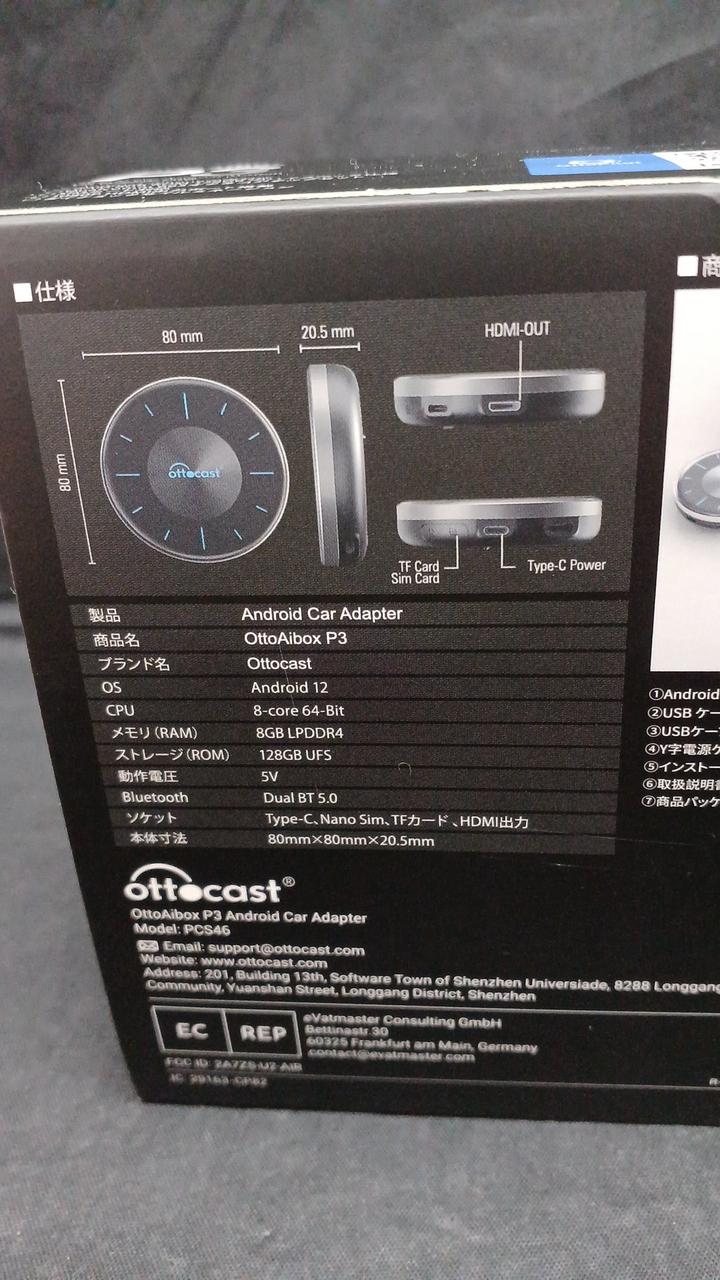 ■仕様
80 mm
20.5 mm
HDMI-OUT
80 mm
ottocast
TF Card
Sim Card
Type-C Power
製品 Android Car Adapter
商品名 OttoAibox P3
ブランド名 Ottocast
OS Android 12
CPU 8-core 64-Bit
メモリ(RAM) 8GB LPDDR4
ストレージ(ROM) 128GB UFS
動作電圧 5V
Bluetooth Dual BT 5.0
ソケット Type-C、Nano Sim、TFカード、HDMI出力
本体寸法 80mm×80mm×20.5mm
ottocast®
OttoAibox P3 Android Car Adapter
Model: PCS46
Email: support@ottocast.com
Website: www.ottocast.com
Address: 201, Building 13th, Software Town of Shenzhen Universiade, 8288 Longgang
Community, Yuanshan Street, Longgang District, Shenzhen
EC REP
eVatmaster Consulting GmbH
Bettinastr.30
60325 Frankfurt am Main, Germany
contact@evatmaster.com
FCC ID:
IC:
■商
①Android
②USB ケー
③USBケー
④Y字電源ケ
⑤インストー
⑥取扱説明
⑦商品パッケ